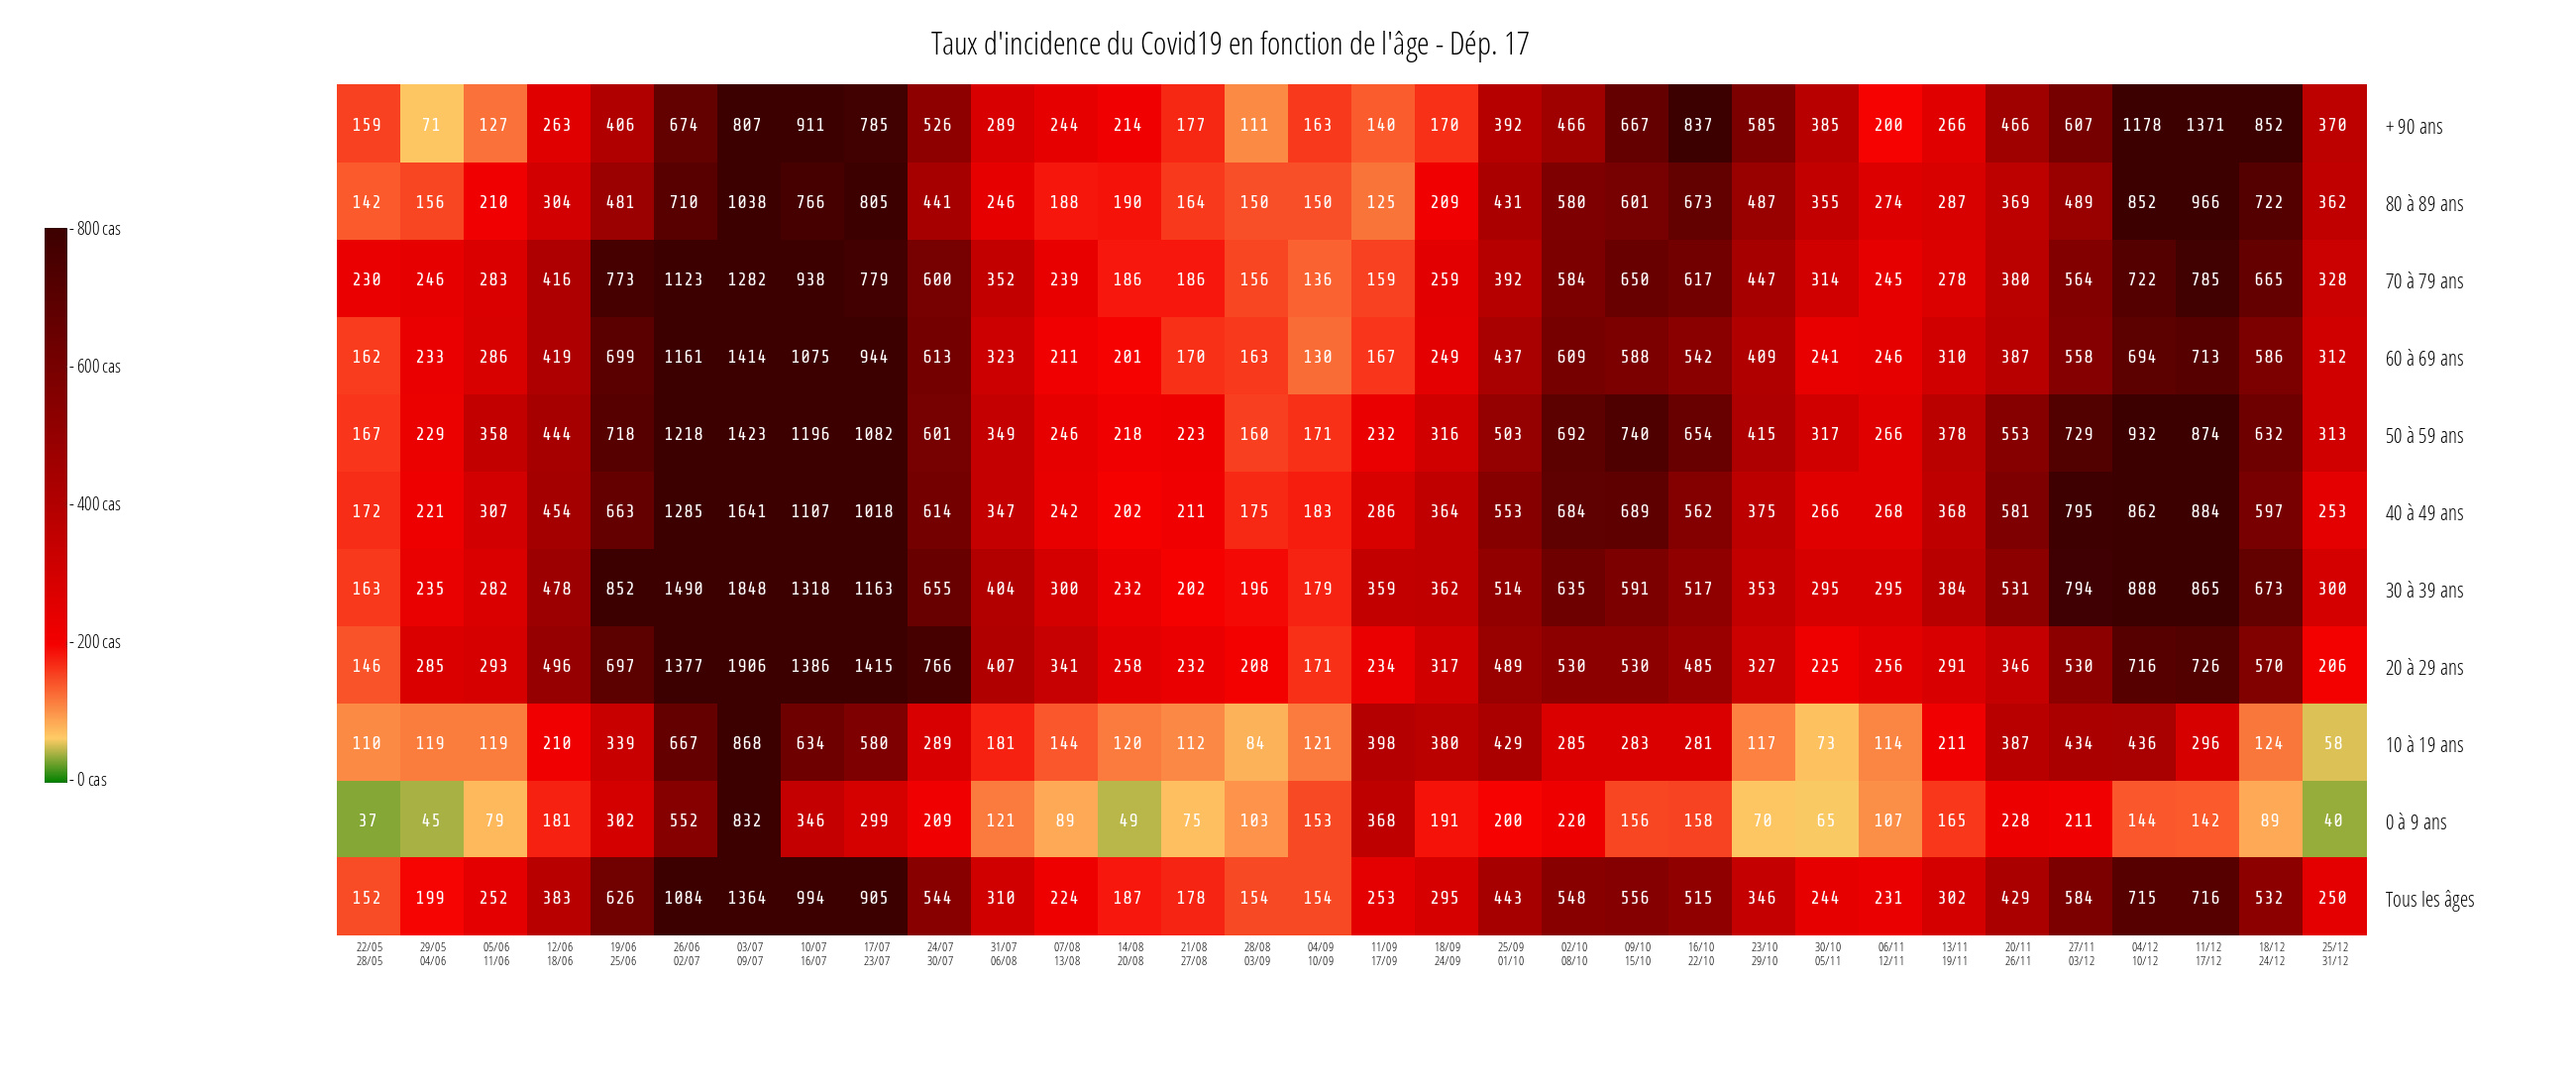 Taux d'incidence du Covid19 en fonction de l'âge - Dép. 17
159 71 127 263 406 674 807 911 785 526 289 244 214 177 111 163 140 170 392 466 667 837 585 385 200 266 466 607 1178 1371 852 370 + 90 ans
142 156 210 304 481 710 1038 766 805 441 246 188 190 164 150 150 125 209 431 580 601 673 487 355 274 287 369 489 852 966 722 362 80 à 89 ans
- 800 cas
230 246 283 416 773 1123 1282 938 779 600 352 239 186 186 156 136 159 259 392 584 650 617 447 314 245 278 380 564 722 785 665 328 70 à 79 ans
162 233 286 419 699 1161 1414 1075 944 613 323 211 201 170 163 130 167 249 437 609 588 542 409 241 246 310 387 558 694 713 586 312 60 à 69 ans
- 600 cas
167 229 358 444 718 1218 1423 1196 1082 601 349 246 218 223 160 171 232 316 503 692 740 654 415 317 266 378 553 729 932 874 632 313 50 à 59 ans
- 400 cas
172 221 307 454 663 1285 1641 1107 1018 614 347 242 202 211 175 183 286 364 553 684 689 562 375 266 268 368 581 795 862 884 597 253 40 à 49 ans
163 235 282 478 852 1490 1848 1318 1163 655 404 300 232 202 196 179 359 362 514 635 591 517 353 295 295 384 531 794 888 865 673 300 30 à 39 ans
- 200 cas
146 285 293 496 697 1377 1906 1386 1415 766 407 341 258 232 208 171 234 317 489 530 530 485 327 225 256 291 346 530 716 726 570 206 20 à 29 ans
110 119 119 210 339 667 868 634 580 289 181 144 120 112 84 121 398 380 429 285 283 281 117 73 114 211 387 434 436 296 124 58 10 à 19 ans
- 0 cas
37 45 79 181 302 552 832 346 299 209 121 89 49 75 103 153 368 191 200 220 156 158 70 65 107 165 228 211 144 142 89 40 0 à 9 ans
152 199 252 383 626 1084 1364 994 905 544 310 224 187 178 154 154 253 295 443 548 556 515 346 244 231 302 429 584 715 716 532 250 Tous les âges
22/05 29/05 05/06 12/06 19/06 26/06 03/07 10/07 17/07 24/07 31/07 07/08 14/08 21/08 28/08 04/09 11/09 18/09 25/09 02/10 09/10 16/10 23/10 30/10 06/11 13/11 20/11 27/11 04/12 11/12 18/12 25/12
28/05 04/06 11/06 18/06 25/06 02/07 09/07 16/07 23/07 30/07 06/08 13/08 20/08 27/08 03/09 10/09 17/09 24/09 01/10 08/10 15/10 22/10 29/10 05/11 12/11 19/11 26/11 03/12 10/12 17/12 24/12 31/12